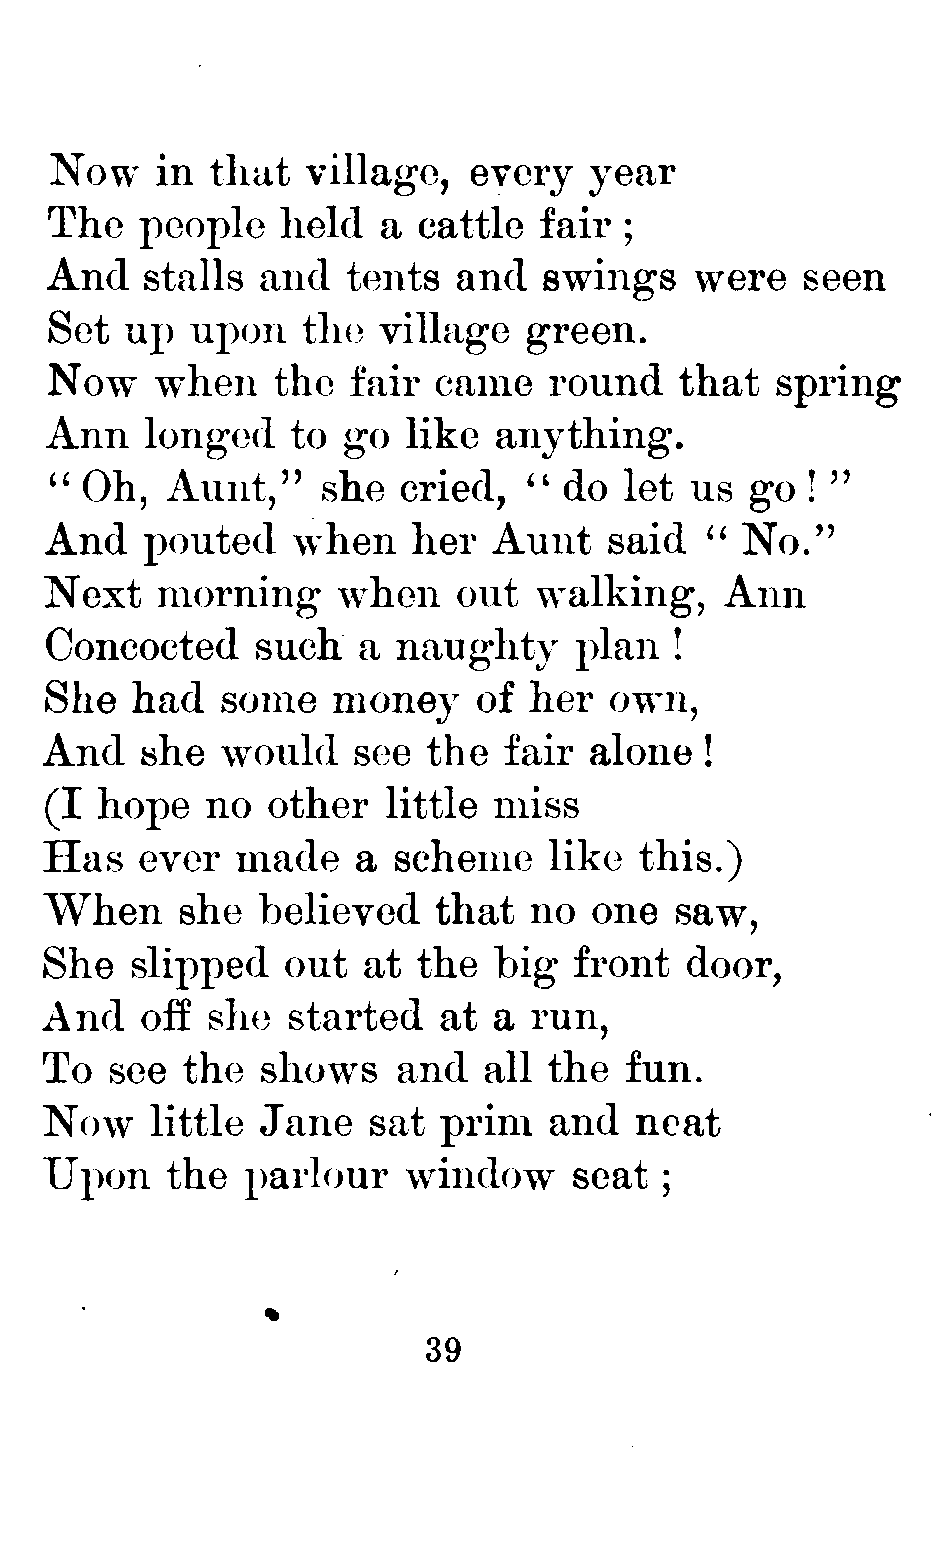 Now in that village, every year
The people held a cattle fair ;
And stalls and tents and swings were seen
Set up upon the village green.
Now when the fair came round that spring
Ann longed to go like anything.
“ Oh, Aunt,” she cried, “ do let us go ! ”
And pouted when her Aunt said “ No.”
Next morning when out walking, Ann
Concocted such a naughty plan !
She had some money of her own,
And she would see the fair alone !
(I hope no other little miss
Has ever made a scheme like this.)
When she believed that no one saw,
She slipped out at the big front door,
And off she started at a run,
To see the shows and all the fun.
Now little Jane sat prim and neat
Upon the parlour window seat ;
39